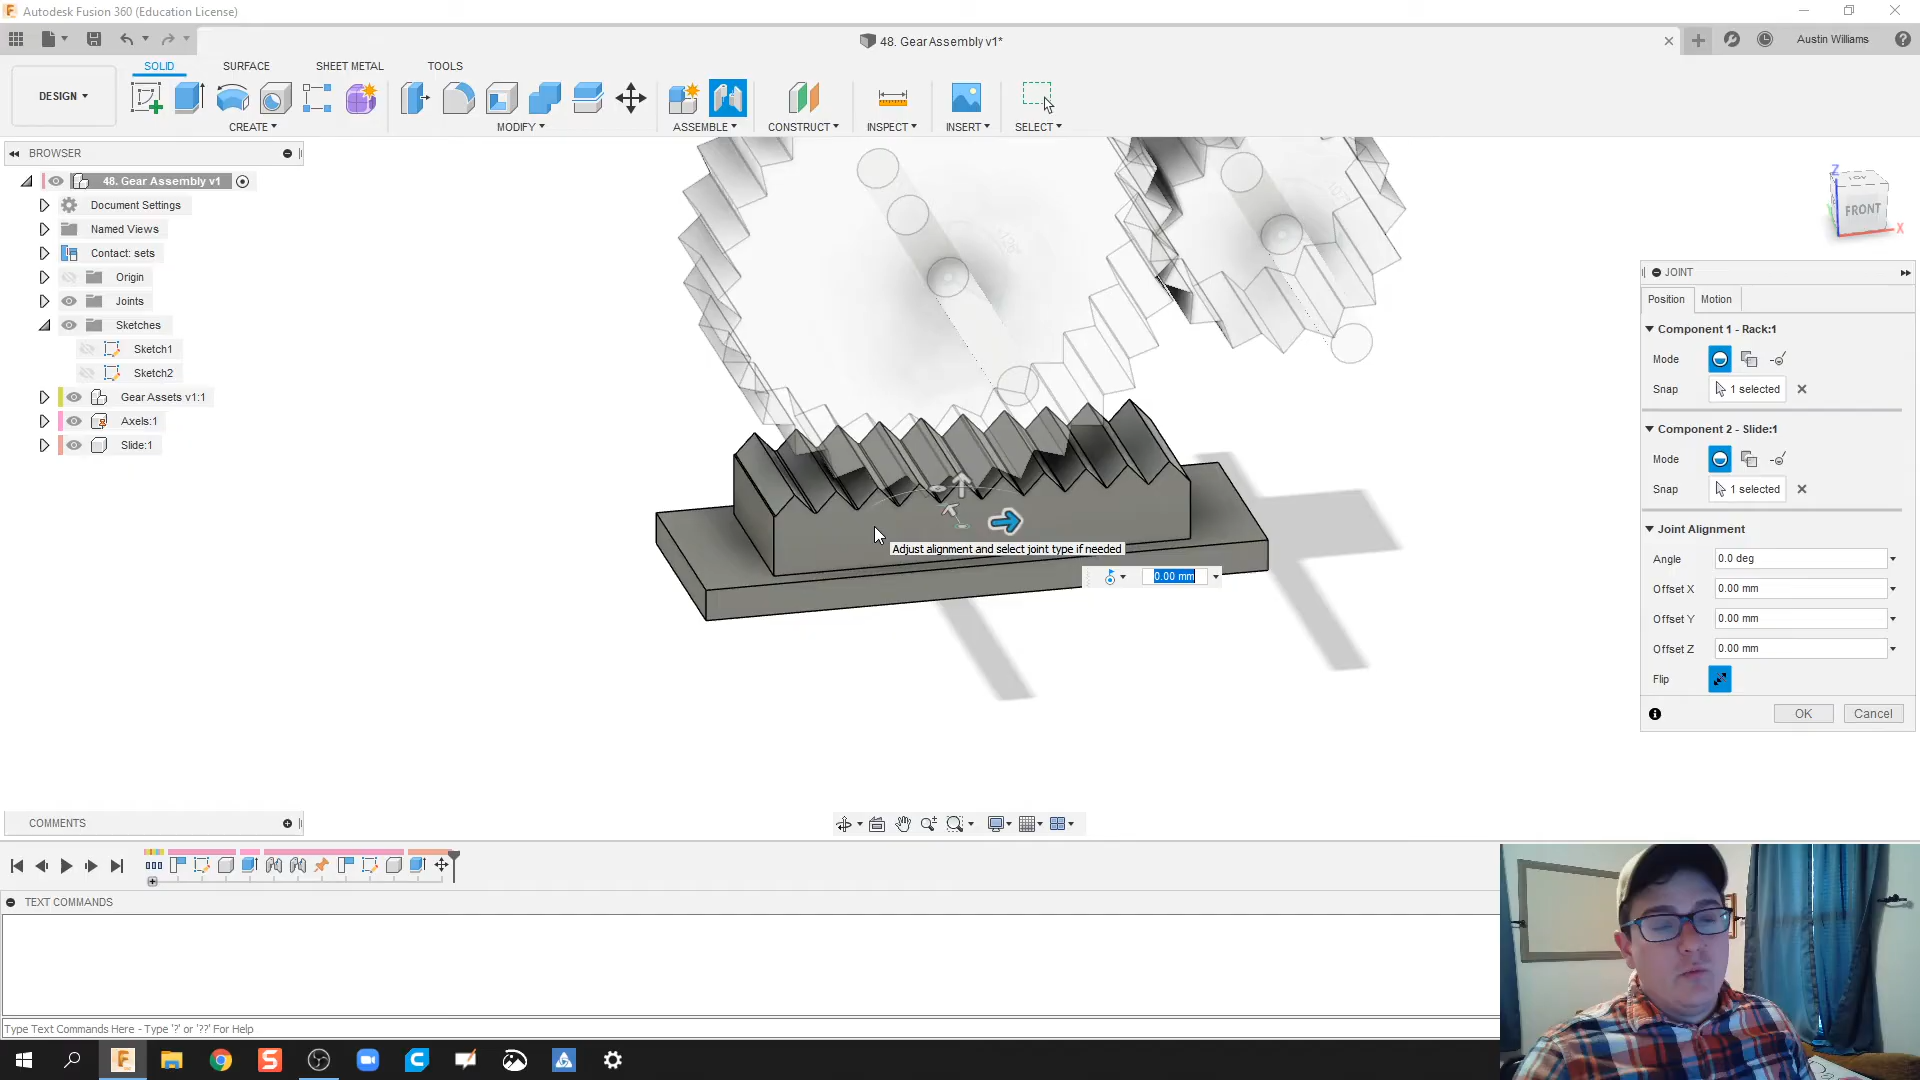 Autodesk Fusion 360 (Education License)
48. Gear Assembly v1*
Austin Williams
SOLID
SURFACE
SHEET METAL
TOOLS
DESIGN
CREATE
MODIFY
ASSEMBLE
CONSTRUCT
INSPECT
INSERT
SELECT
BROWSER
48. Gear Assembly v1
Document Settings
Named Views
Contact: sets
Origin
Joints
Sketches
Sketch1
Sketch2
Gear Assets v1:1
Axels:1
Slide:1
Z
FRONT
X
Adjust alignment and select joint type if needed
0.00 mm
JOINT
Position
Motion
Component 1 - Rack:1
Mode
Snap
1 selected
Component 2 - Slide:1
Mode
Snap
1 selected
Joint Alignment
Angle
0.0 deg
Offset X
0.00 mm
Offset Y
0.00 mm
Offset Z
0.00 mm
Flip
OK
Cancel
COMMENTS
TEXT COMMANDS
Type Text Commands Here - Type '?' or '??' For Help